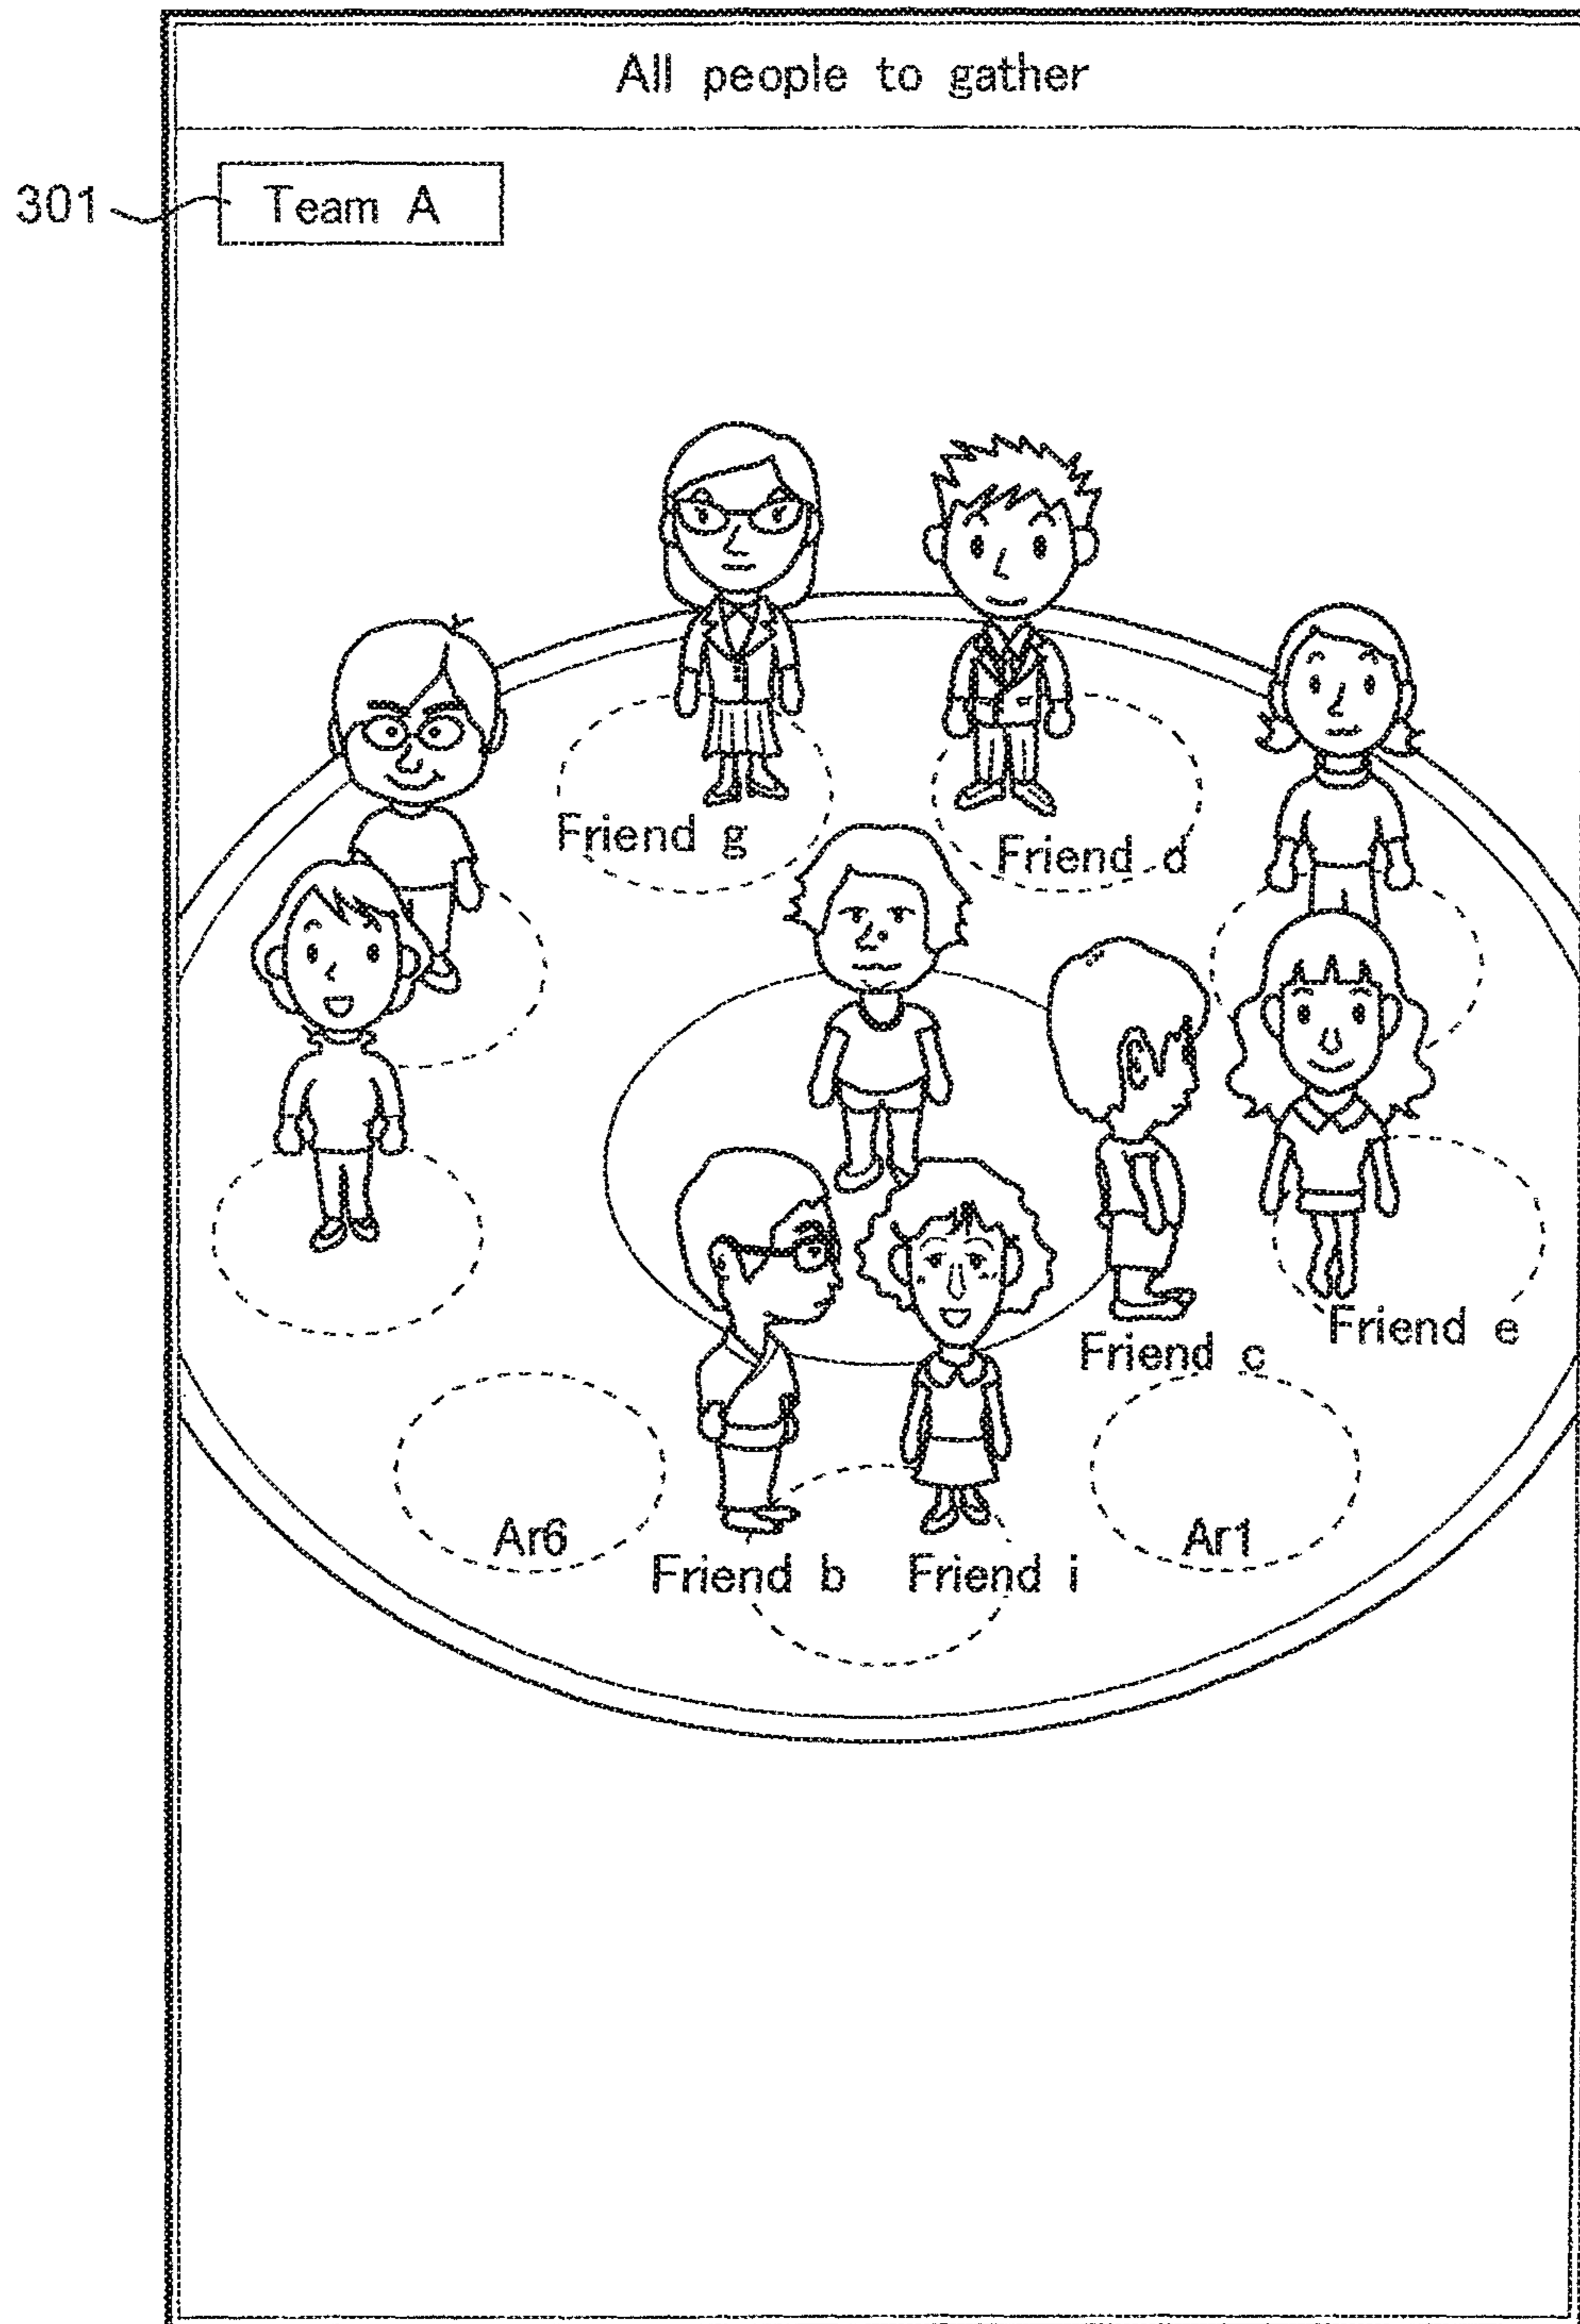 All people to gather
301
Team A
Friend g
Friend d
Friend e
Friend c
Ar6
Ar1
Friend b
Friend i